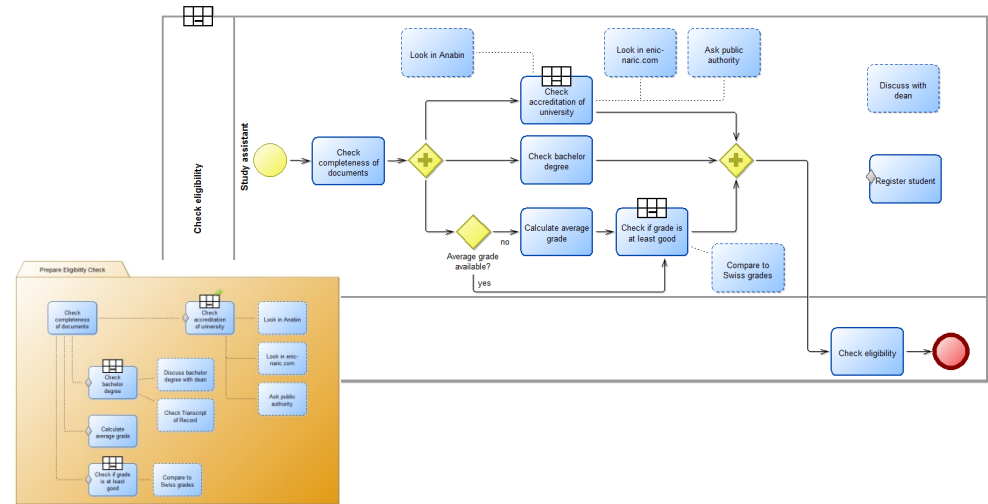 Check eligibility
Study assistant
Check
completeness of
documents
Look in Anabin
Check
accreditation of
university
Look in enic-
naric.com
Ask public
authority
Discuss with
dean
Check bachelor
degree
Register student
Average grade
available?
no
yes
Calculate average
grade
Check if grade is
at least good
Compare to
Swiss grades
Check eligibility
Prepare Eligibility Check
Check
completeness
of documents
Check
accreditation
of university
Look in Anabin
Look in enic-
naric.com
Ask public
authority
Check
bachelor
degree
Discuss bachelor
degree with dean
Check Transcript
of Record
Calculate
average grade
Check if grade
is at least
good
Compare to
Swiss grades